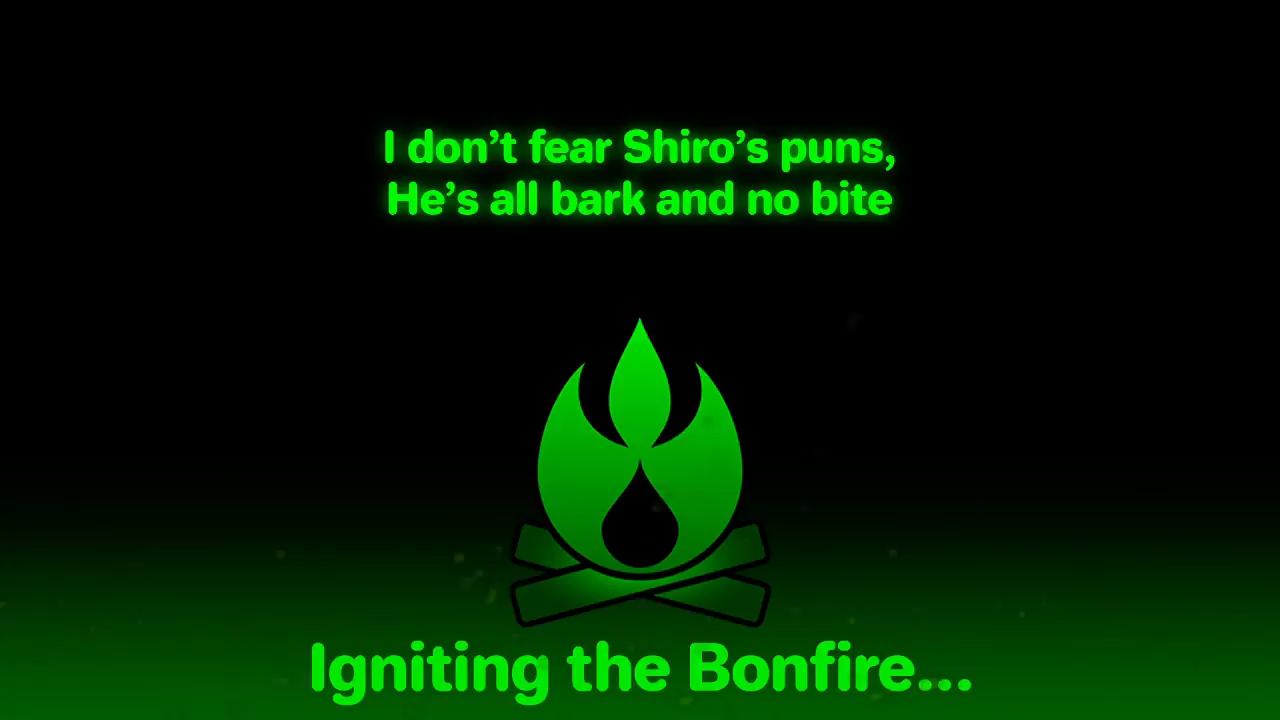 I don’t fear Shiro’s puns,
He’s all bark and no bite
Igniting the Bonfire...